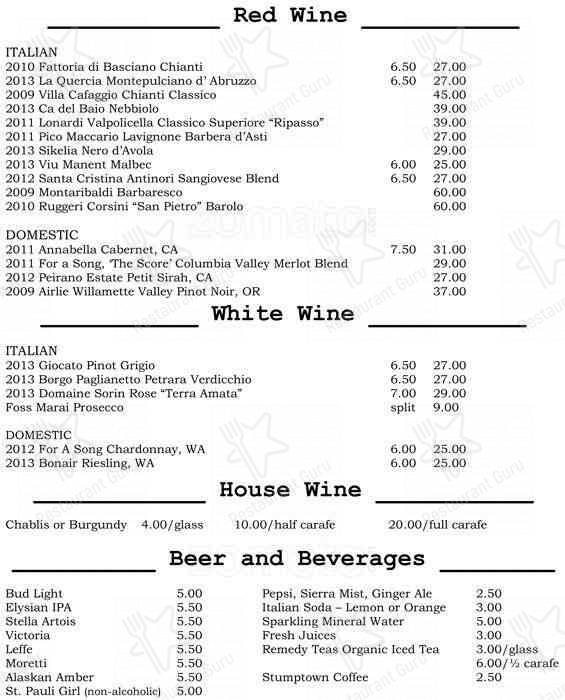 Red Wine
ITALIAN
2010 Fattoria di Basciano Chianti 6.50 27.00
2013 La Quercia Montepulciano d' Abruzzo 6.50 27.00
2009 Villa Cafaggio Chianti Classico 45.00
2013 Ca del Baio Nebbiolo 39.00
2011 Lonardi Valpolicella Classico Superiore “Ripasso” 39.00
2011 Pico Maccario Lavignone Barbera d’Asti 27.00
2013 Sikelia Nero d’Avola 29.00
2013 Viu Manent Malbec 6.00 25.00
2012 Santa Cristina Antinori Sangiovese Blend 6.50 27.00
2009 Montaribaldi Barbaresco 60.00
2010 Ruggeri Corsini “San Pietro” Barolo 60.00
DOMESTIC
2011 Annabella Cabernet, CA 7.50 31.00
2011 For a Song, ‘The Score’ Columbia Valley Merlot Blend 29.00
2012 Peirano Estate Petit Sirah, CA 27.00
2009 Airlie Willamette Valley Pinot Noir, OR 37.00
White Wine
ITALIAN
2013 Giocato Pinot Grigio 6.50 27.00
2013 Borgo Paglianetto Petrara Verdicchio 6.50 27.00
2013 Domaine Sorin Rose “Terra Amata” 7.00 29.00
Foss Marai Prosecco split 9.00
DOMESTIC
2012 For A Song Chardonnay, WA 6.00 25.00
2013 Bonair Riesling, WA 6.00 25.00
House Wine
Chablis or Burgundy 4.00/glass 10.00/half carafe 20.00/full carafe
Beer and Beverages
Bud Light 5.00 Pepsi, Sierra Mist, Ginger Ale 2.50
Elysian IPA 5.50 Italian Soda – Lemon or Orange 3.00
Stella Artois 5.50 Sparkling Mineral Water 5.00
Victoria 5.50 Fresh Juices 3.00
Leffe 5.50 Remedy Teas Organic Iced Tea 3.00/glass
Moretti 5.50 6.00/½ carafe
Alaskan Amber 5.50 Stumptown Coffee 2.50
St. Pauli Girl (non-alcoholic) 5.00
zomato
Restaurant Guru